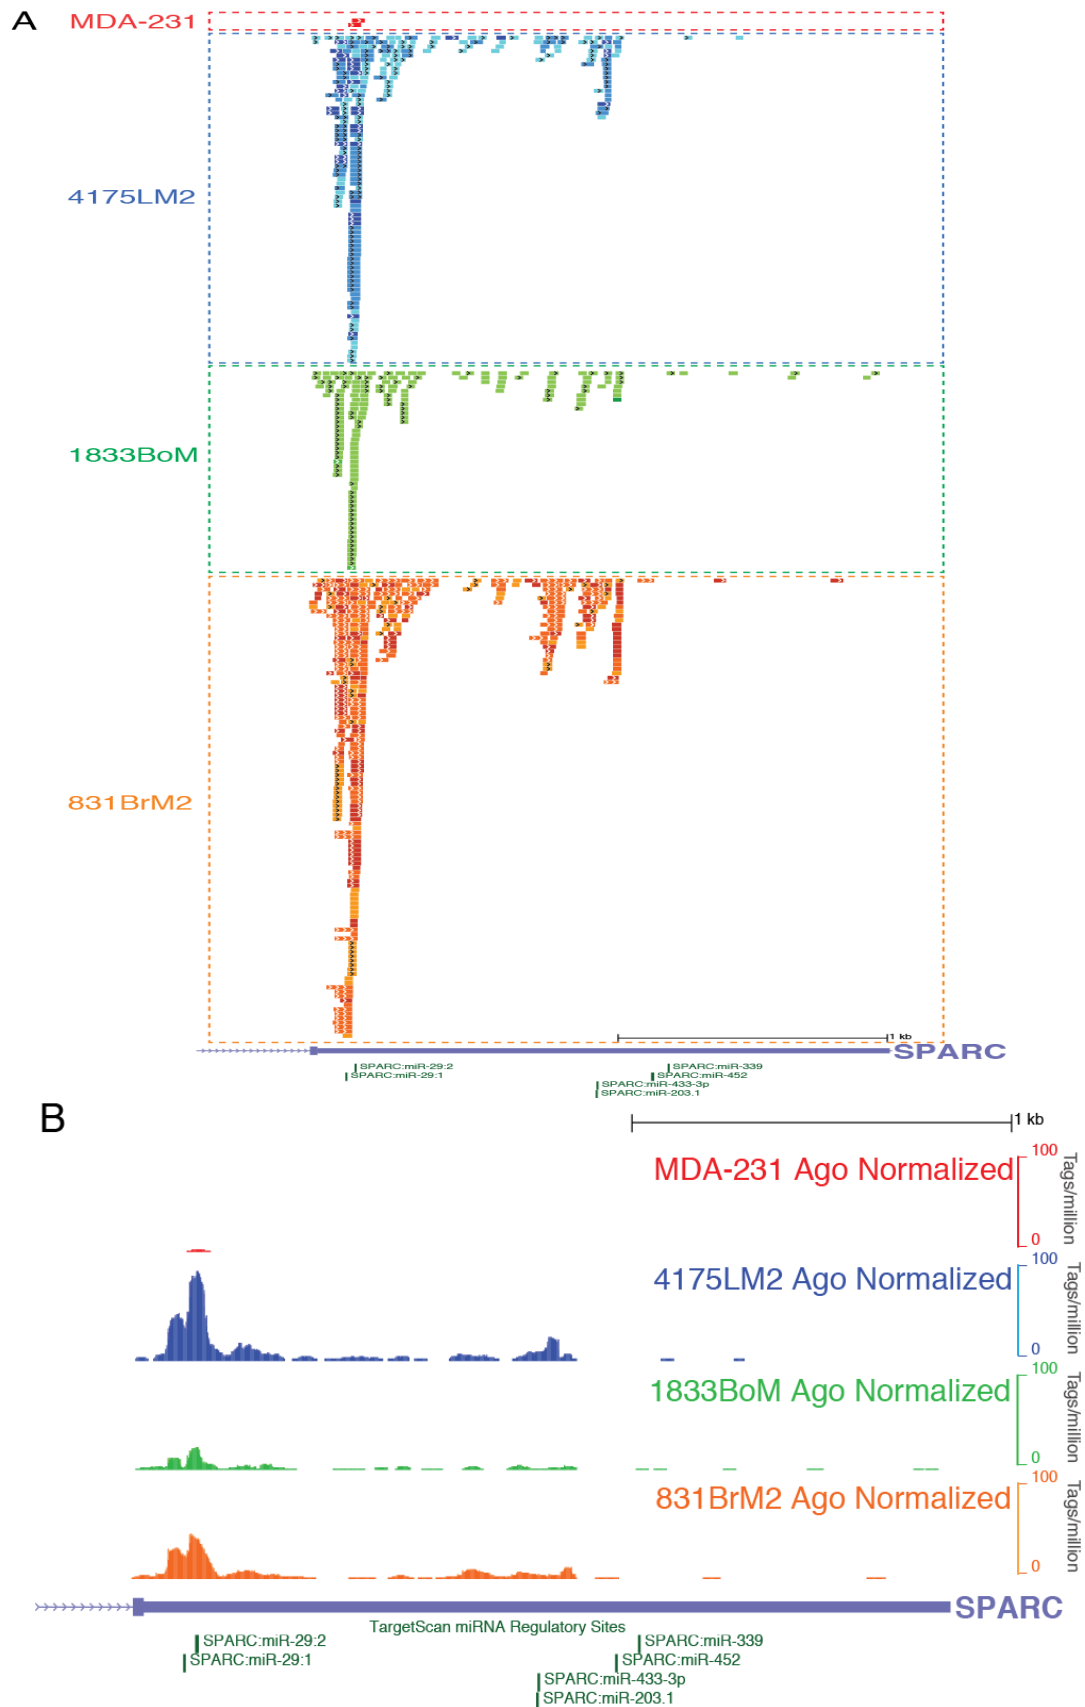 A
MDA-231
4175LM2
1833BoM
831BrM2
1 kb
SPARC
SPARC:miR-29:2
SPARC:miR-339
SPARC:miR-29:1
SPARC:miR-452
SPARC:miR-433-3p
SPARC:miR-203.1
B
1 kb
MDA-231 Ago Normalized
100
0
Tags/million
4175LM2 Ago Normalized
100
0
Tags/million
1833BoM Ago Normalized
100
0
Tags/million
831BrM2 Ago Normalized
100
0
Tags/million
SPARC
TargetScan miRNA Regulatory Sites
SPARC:miR-29:2
SPARC:miR-339
SPARC:miR-29:1
SPARC:miR-452
SPARC:miR-433-3p
SPARC:miR-203.1